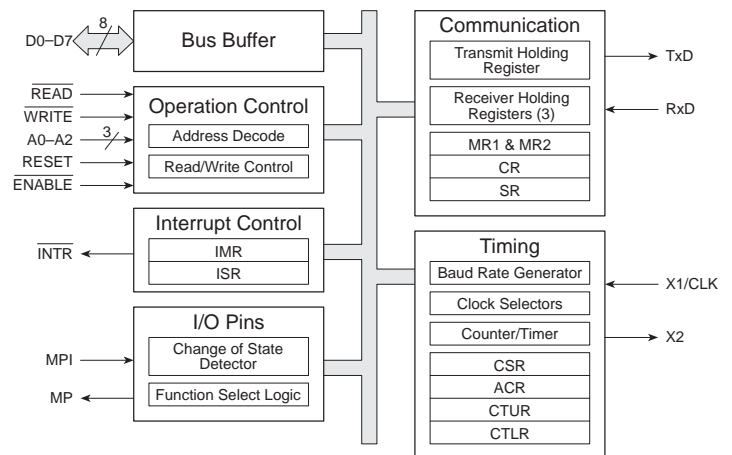 D0–D7
8
Bus Buffer
READ
WRITE
A0–A2
3
RESET
ENABLE
Operation Control
Address Decode
Read/Write Control
INTR
Interrupt Control
IMR
ISR
MPI
MP
I/O Pins
Change of State
Detector
Function Select Logic
Communication
Transmit Holding
Register
Receiver Holding
Registers (3)
MR1 & MR2
CR
SR
TxD
RxD
Timing
Baud Rate Generator
Clock Selectors
Counter/Timer
CSR
ACR
CTUR
CTLR
X1/CLK
X2